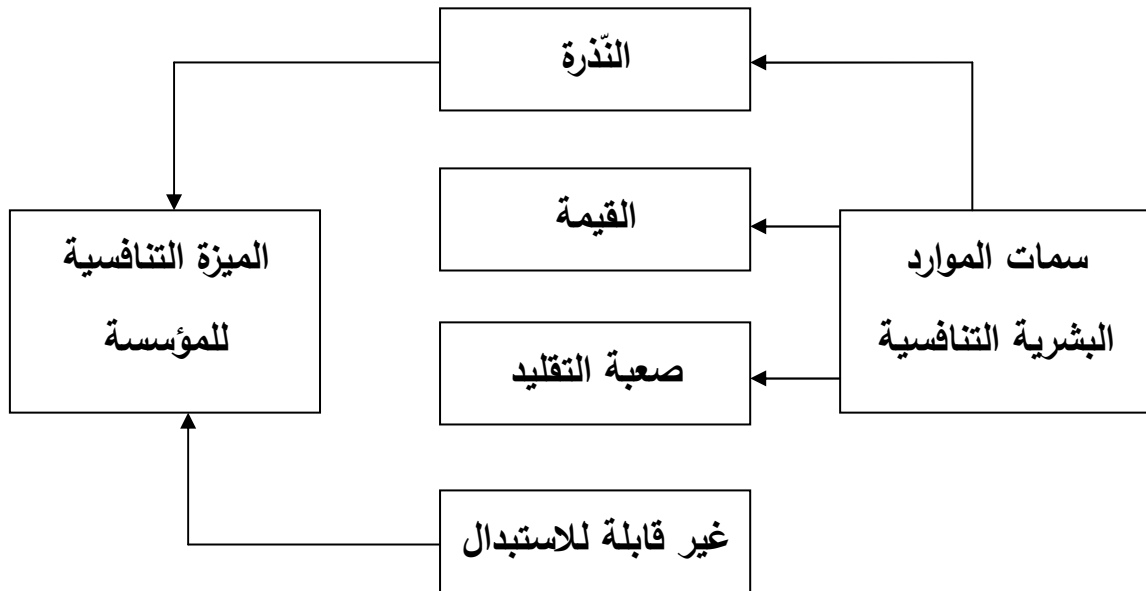 النّذرة
القيمة
سمات الموارد
البشرية التنافسية
الميزة التنافسية
للمؤسسة
صعبة التقليد
غير قابلة للاستبدال